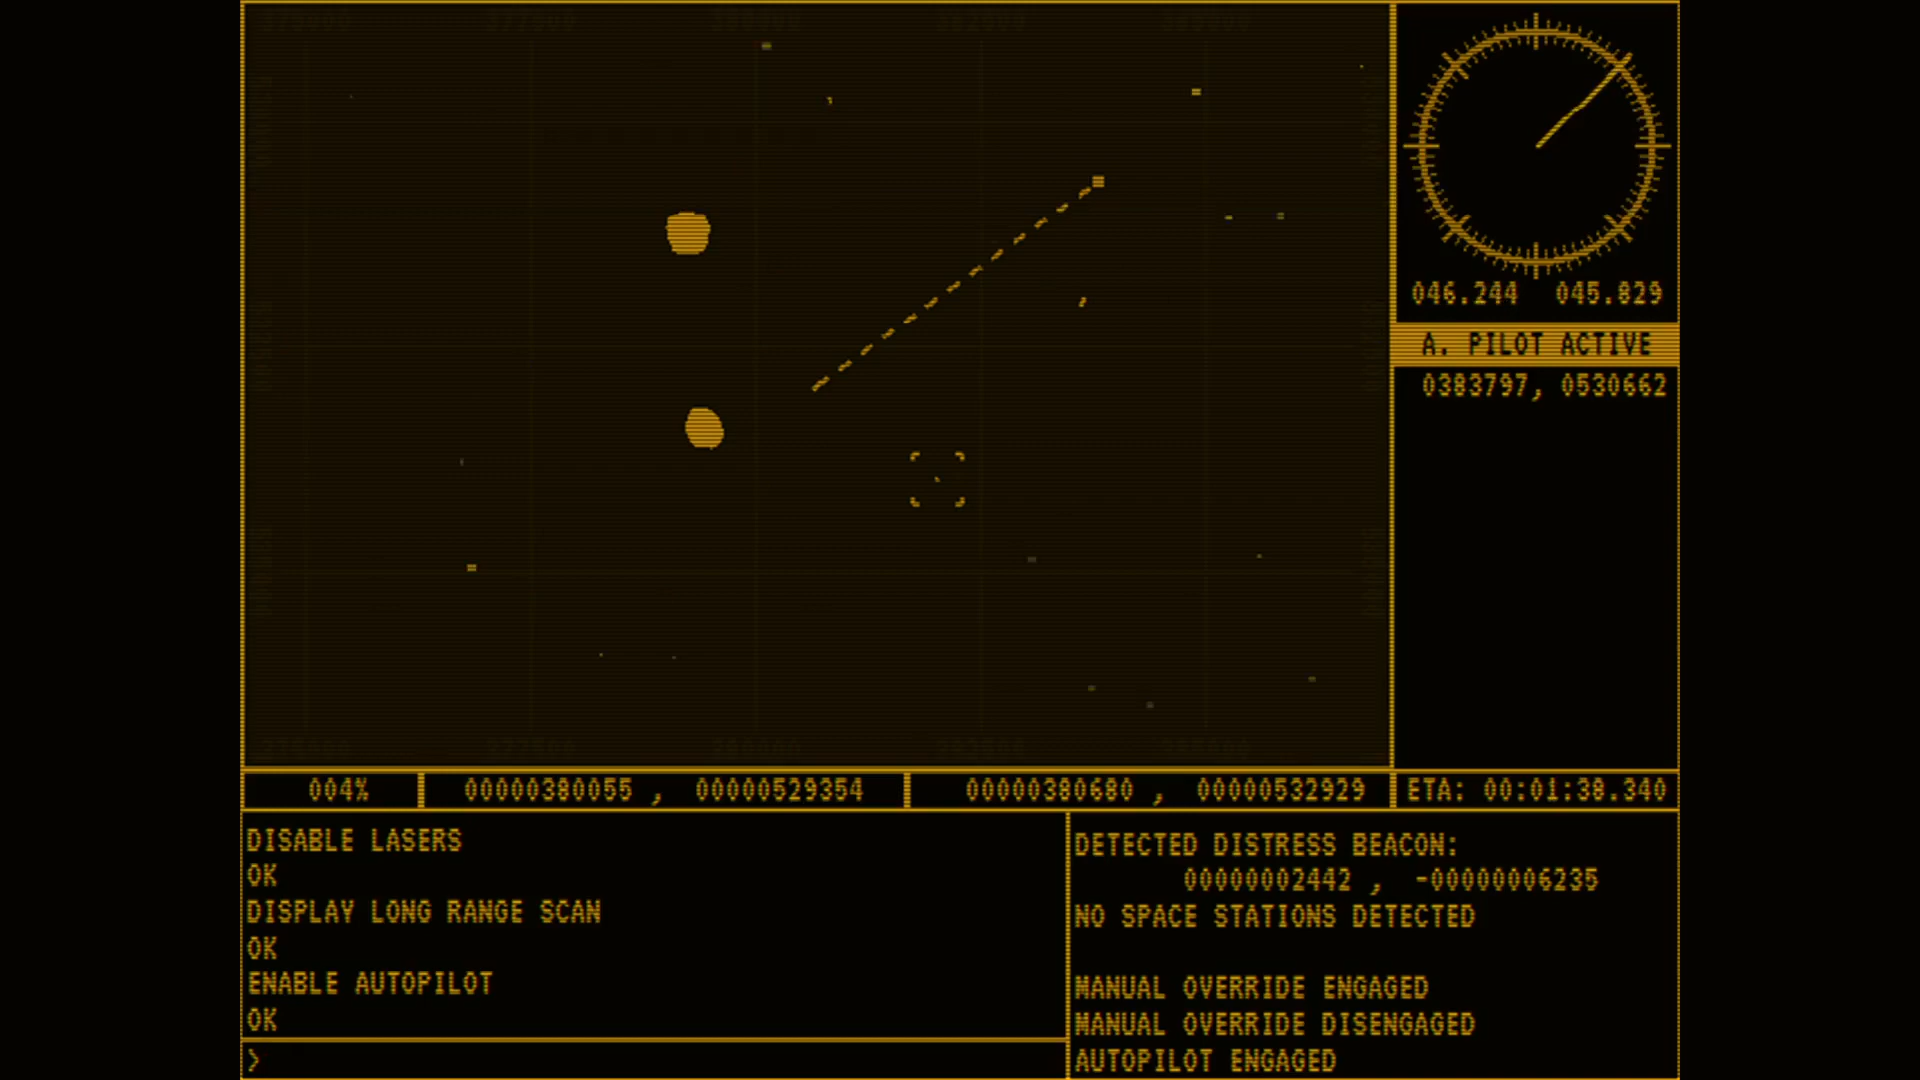 046.244 045.829
A. PILOT ACTIVE
0383797, 0530662
004%
00000380055 , 00000529354
00000380680 , 00000532929
ETA: 00:01:38.340
DISABLE LASERS
OK
DISPLAY LONG RANGE SCAN
OK
ENABLE AUTOPILOT
OK
>
DETECTED DISTRESS BEACON:
00000002442 , -00000006235
NO SPACE STATIONS DETECTED
MANUAL OVERRIDE ENGAGED
MANUAL OVERRIDE DISENGAGED
AUTOPILOT ENGAGED